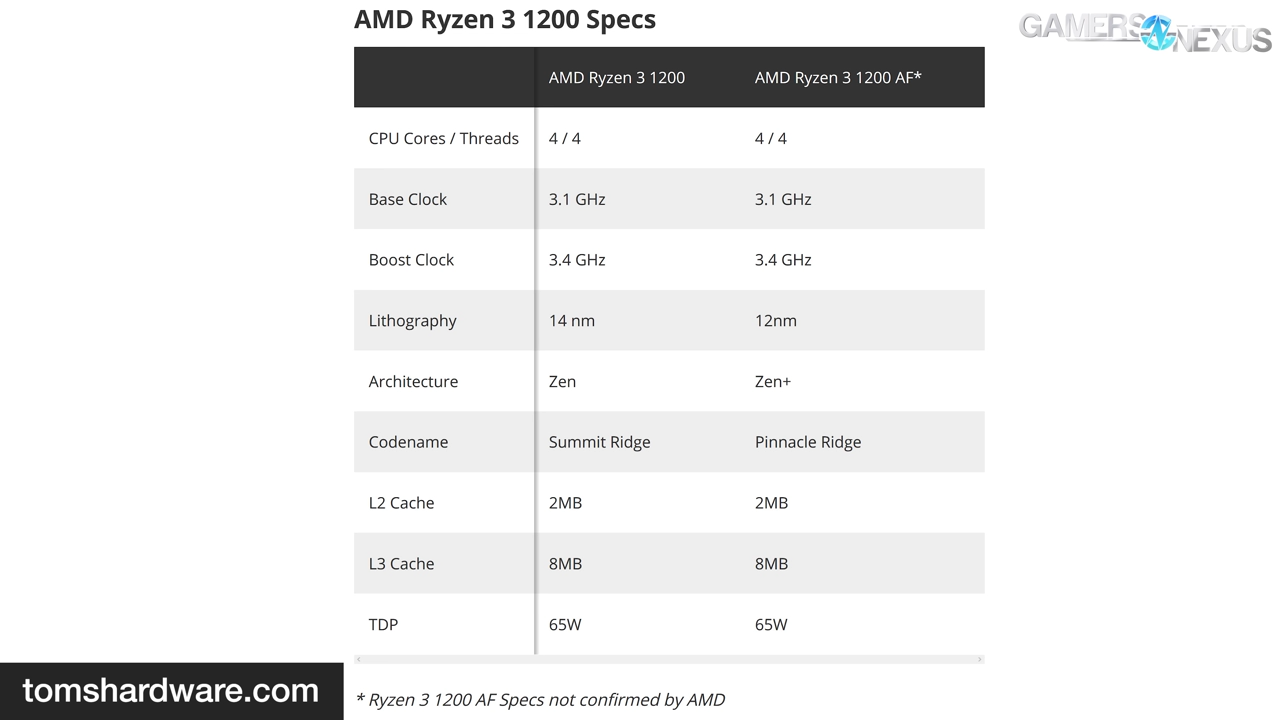 AMD Ryzen 3 1200 Specs
GAMERS NEXUS
AMD Ryzen 3 1200 AMD Ryzen 3 1200 AF*
CPU Cores / Threads 4 / 4 4 / 4
Base Clock 3.1 GHz 3.1 GHz
Boost Clock 3.4 GHz 3.4 GHz
Lithography 14 nm 12nm
Architecture Zen Zen+
Codename Summit Ridge Pinnacle Ridge
L2 Cache 2MB 2MB
L3 Cache 8MB 8MB
TDP 65W 65W
tomshardware.com
* Ryzen 3 1200 AF Specs not confirmed by AMD